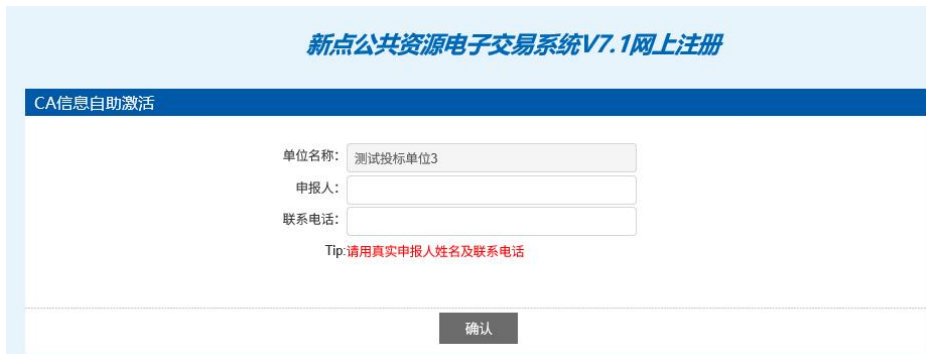 新点公共资源电子交易系统V7.1网上注册
CA信息自助激活
单位名称： 测试投标单位3
申报人：
联系电话：
Tip:请用真实申报人姓名及联系电话
确认